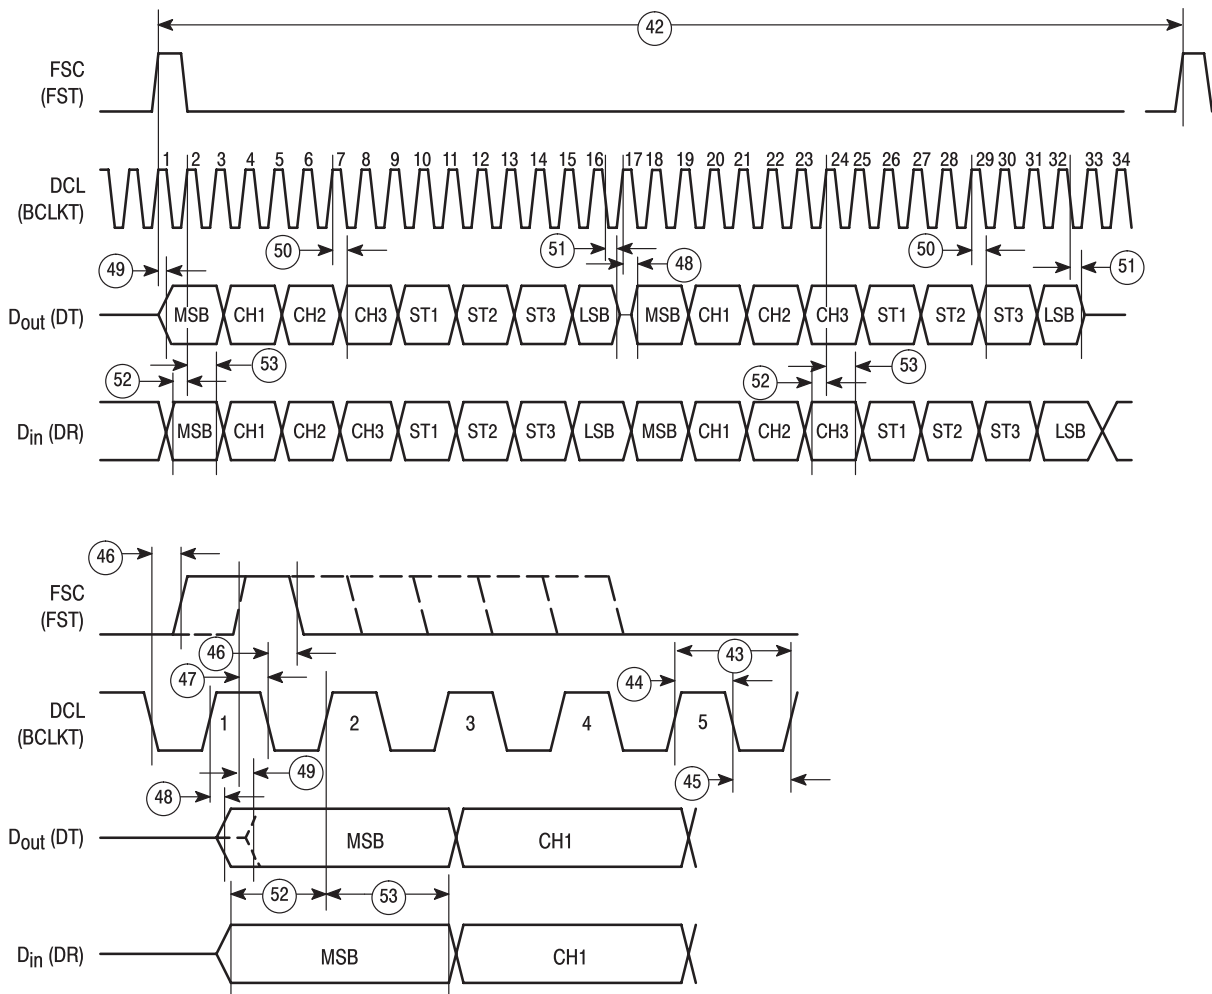 42
FSC
(FST)
1 2 3 4 5 6 7 8 9 10 11 12 13 14 15 16 17 18 19 20 21 22 23 24 25 26 27 28 29 30 31 32 33 34
DCL
(BCLKT)
50 51 50
49 48 51
Dout (DT) MSB CH1 CH2 CH3 ST1 ST2 ST3 LSB MSB CH1 CH2 CH3 ST1 ST2 ST3 LSB
53 53
52 52
Din (DR) MSB CH1 CH2 CH3 ST1 ST2 ST3 LSB MSB CH1 CH2 CH3 ST1 ST2 ST3 LSB
46
FSC
(FST)
46 43
47 44
DCL
(BCLKT)
1 2 3 4 5
49
48 45
Dout (DT) MSB CH1
52 53
Din (DR) MSB CH1